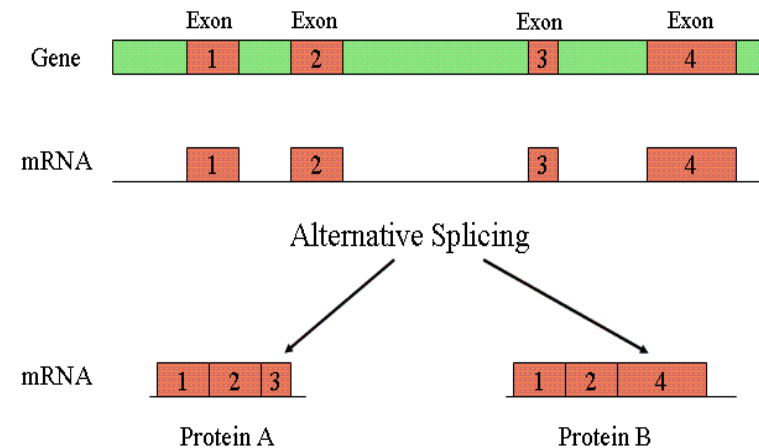 Exon Exon Exon Exon
Gene 1 2 3 4
mRNA 1 2 3 4
Alternative Splicing
mRNA 1 2 3 1 2 4
Protein A Protein B